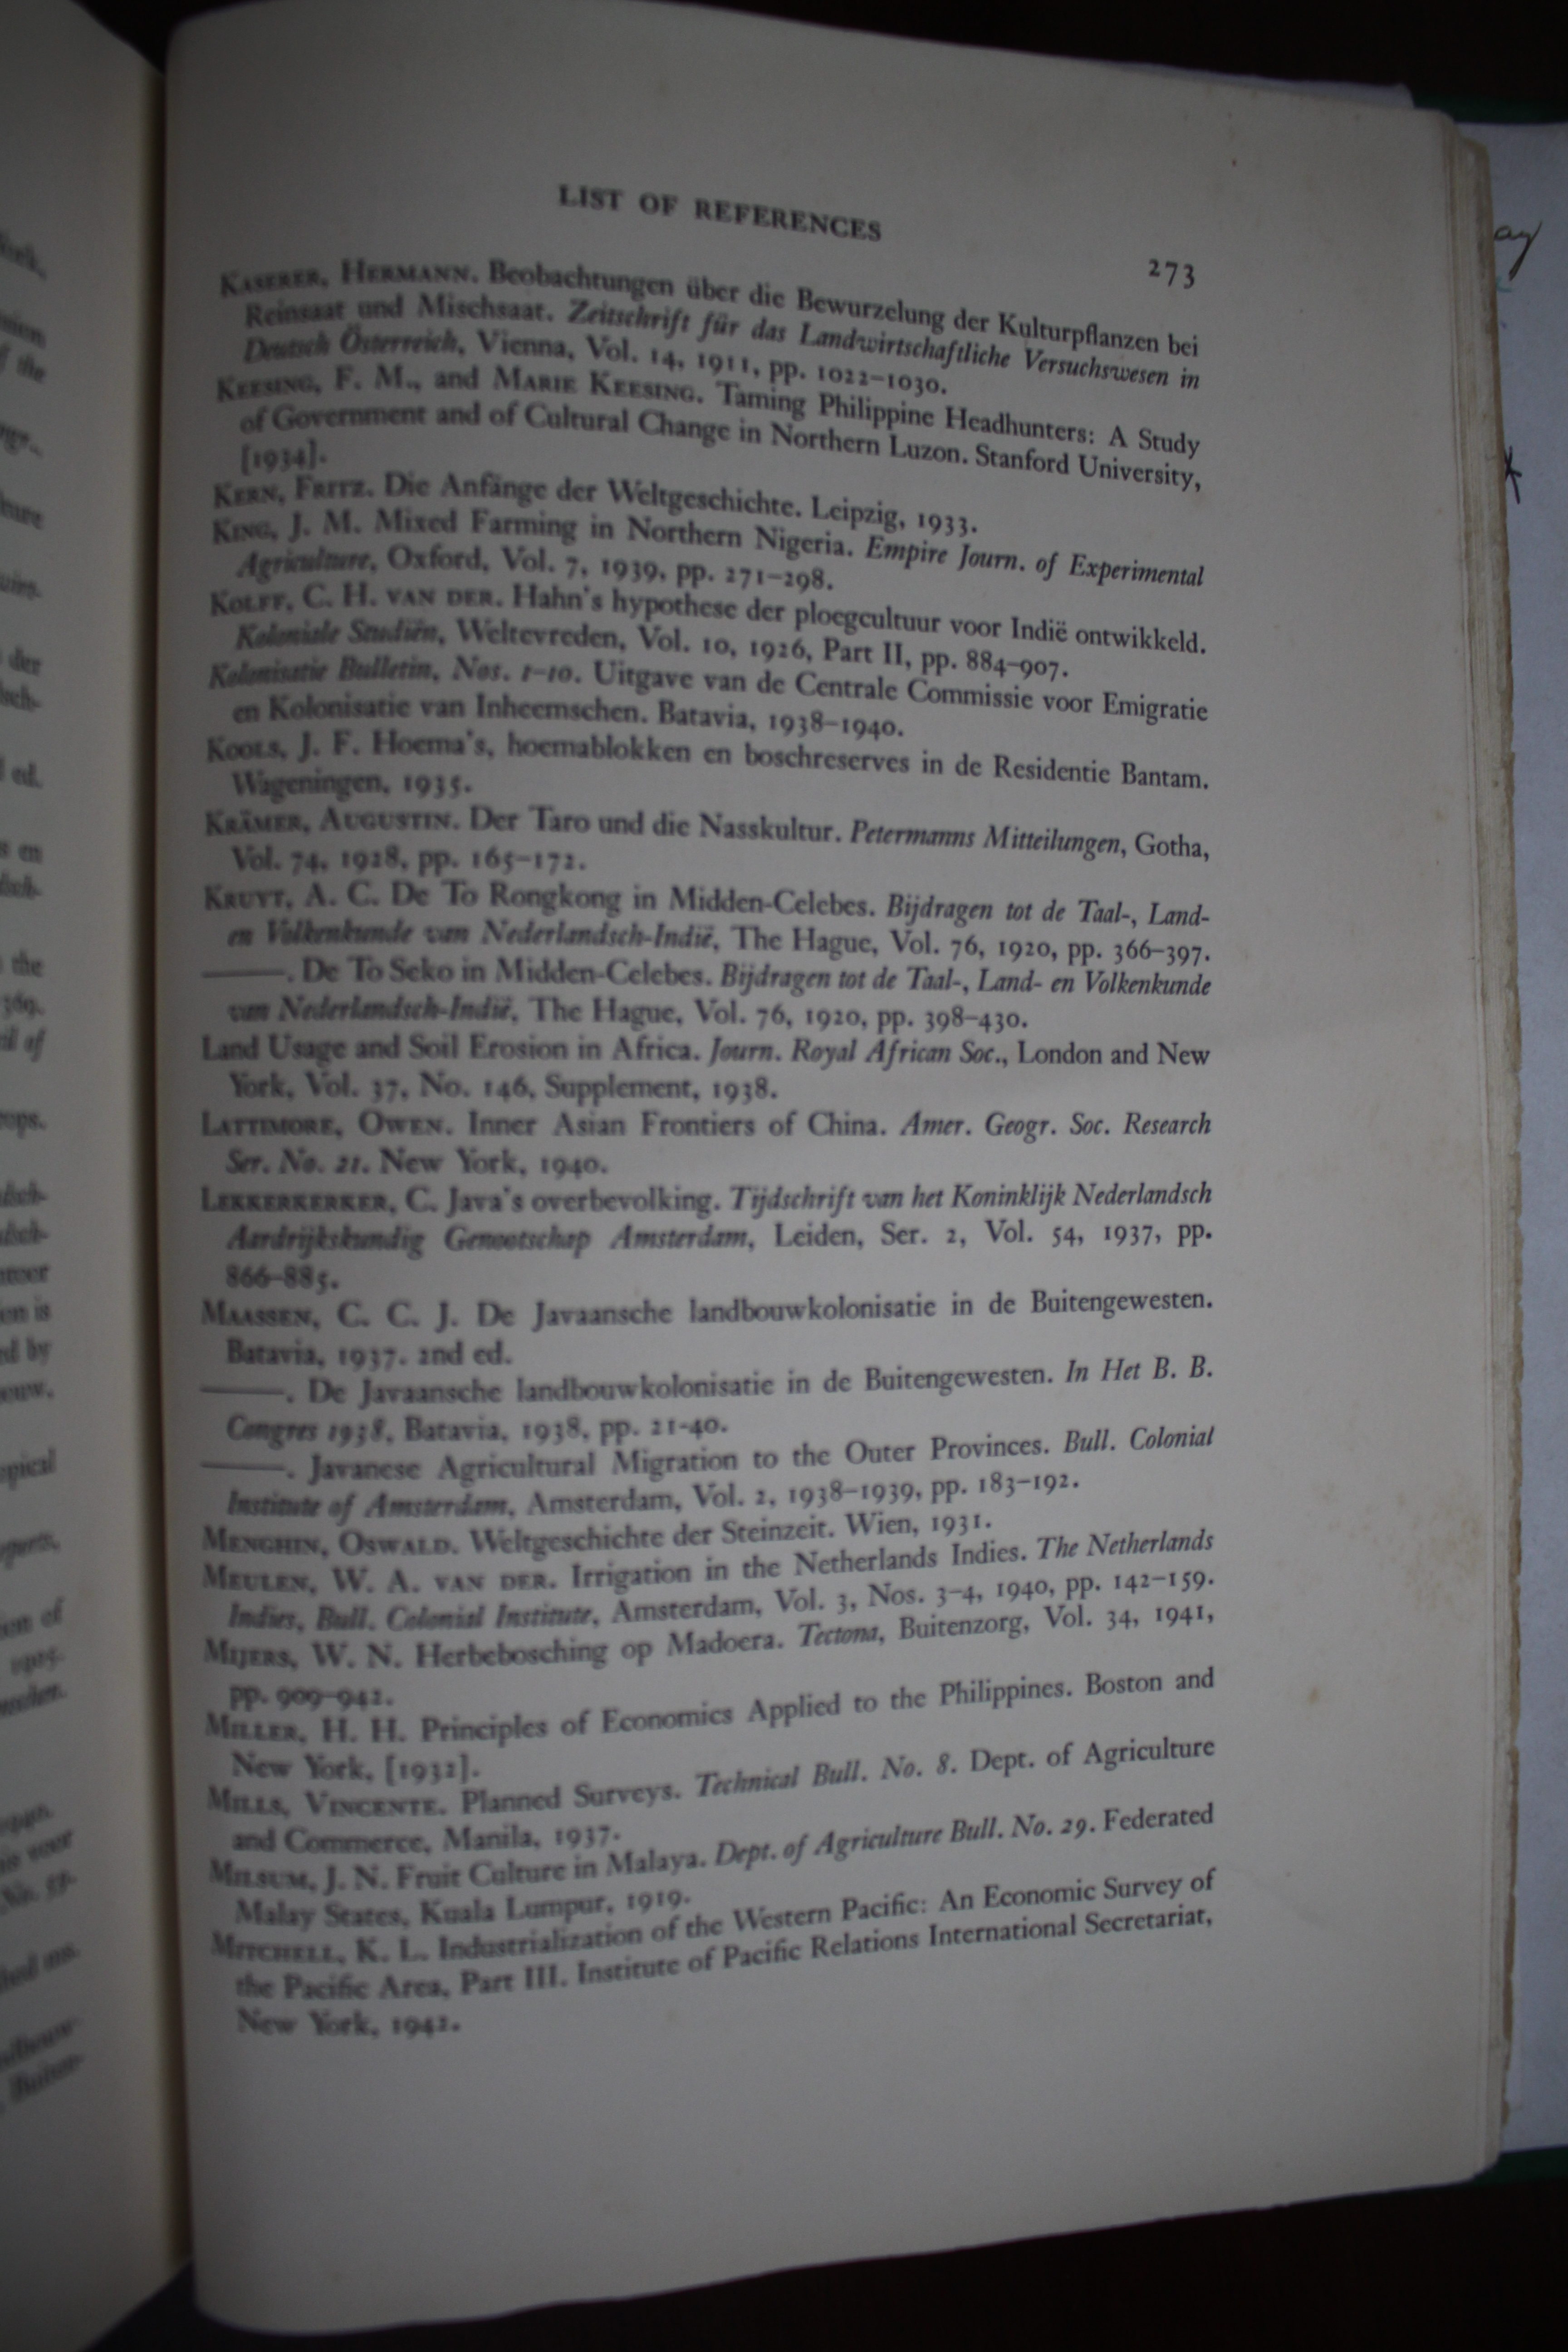 LIST OF REFERENCES
273
KASERER, HERMANN. Beobachtungen über die Bewurzelung der Kulturpflanzen bei
Reinsaat und Mischsaat. Zeitschrift für das Landwirtschaftliche Versuchswesen in
Deutsch Österreich, Vienna, Vol. 14, 1911, pp. 1022–1030.
KEESING, F. M., and MARIE KEESING. Taming Philippine Headhunters: A Study
of Government and of Cultural Change in Northern Luzon. Stanford University,
[1934].
KERN, FRITZ. Die Anfänge der Weltgeschichte. Leipzig, 1933.
KING, J. M. Mixed Farming in Northern Nigeria. Empire Journ. of Experimental
Agriculture, Oxford, Vol. 7, 1939, pp. 271–298.
KOLFF, C. H. VAN DER. Hahn's hypothese der ploegcultuur voor Indië ontwikkeld.
Koloniale Studiën, Weltevreden, Vol. 10, 1926, Part II, pp. 884–907.
Kolonisatie Bulletin, Nos. 1–10. Uitgave van de Centrale Commissie voor Emigratie
en Kolonisatie van Inheemschen. Batavia, 1938–1940.
KOOLS, J. F. Hoema's, hoemablokken en boschreserves in de Residentie Bantam.
Wageningen, 1935.
KRÄMER, AUGUSTIN. Der Taro und die Nasskultur. Petermanns Mitteilungen, Gotha,
Vol. 74, 1928, pp. 165–172.
KRUYT, A. C. De To Rongkong in Midden-Celebes. Bijdragen tot de Taal-, Land-
en Volkenkunde van Nederlandsch-Indië, The Hague, Vol. 76, 1920, pp. 366–397.
———. De To Seko in Midden-Celebes. Bijdragen tot de Taal-, Land- en Volkenkunde
van Nederlandsch-Indië, The Hague, Vol. 76, 1920, pp. 398–430.
Land Usage and Soil Erosion in Africa. Journ. Royal African Soc., London and New
York, Vol. 37, No. 146, Supplement, 1938.
LATTIMORE, OWEN. Inner Asian Frontiers of China. Amer. Geogr. Soc. Research
Ser. No. 21. New York, 1940.
LEKKERKERKER, C. Java's overbevolking. Tijdschrift van het Koninklijk Nederlandsch
Aardrijkskundig Genootschap Amsterdam, Leiden, Ser. 2, Vol. 54, 1937, pp.
866–885.
MAASSEN, C. C. J. De Javaansche landbouwkolonisatie in de Buitengewesten.
Batavia, 1937. 2nd ed.
———. De Javaansche landbouwkolonisatie in de Buitengewesten. In Het B. B.
Congres 1938, Batavia, 1938, pp. 21-40.
———. Javanese Agricultural Migration to the Outer Provinces. Bull. Colonial
Institute of Amsterdam, Amsterdam, Vol. 2, 1938–1939, pp. 183–192.
MENGHIN, OSWALD. Weltgeschichte der Steinzeit. Wien, 1931.
MEULEN, W. A. VAN DER. Irrigation in the Netherlands Indies. The Netherlands
Indies, Bull. Colonial Institute, Amsterdam, Vol. 3, Nos. 3–4, 1940, pp. 142–159.
MIJERS, W. N. Herbebosching op Madoera. Tectona, Buitenzorg, Vol. 34, 1941,
pp. 909–942.
MILLER, H. H. Principles of Economics Applied to the Philippines. Boston and
New York, [1932].
MILLS, VINCENTE. Planned Surveys. Technical Bull. No. 8. Dept. of Agriculture
and Commerce, Manila, 1937.
MILSUM, J. N. Fruit Culture in Malaya. Dept. of Agriculture Bull. No. 29. Federated
Malay States, Kuala Lumpur, 1919.
MITCHELL, K. L. Industrialization of the Western Pacific: An Economic Survey of
the Pacific Area, Part III. Institute of Pacific Relations International Secretariat,
New York, 1942.